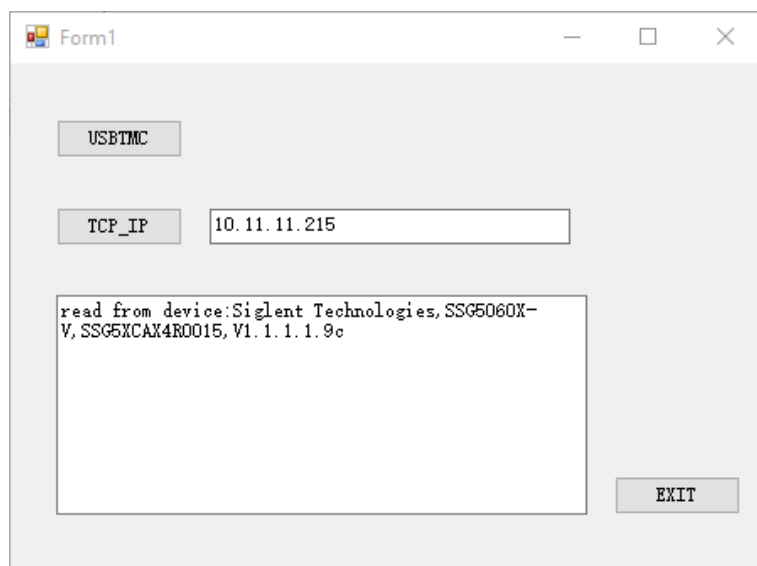 Form1
USBTMC
TCP_IP
10.11.11.215
read from device:Siglent Technologies,SSG5060X-
V,SSG5XCAX4R0015,V1.1.1.1.9c
EXIT